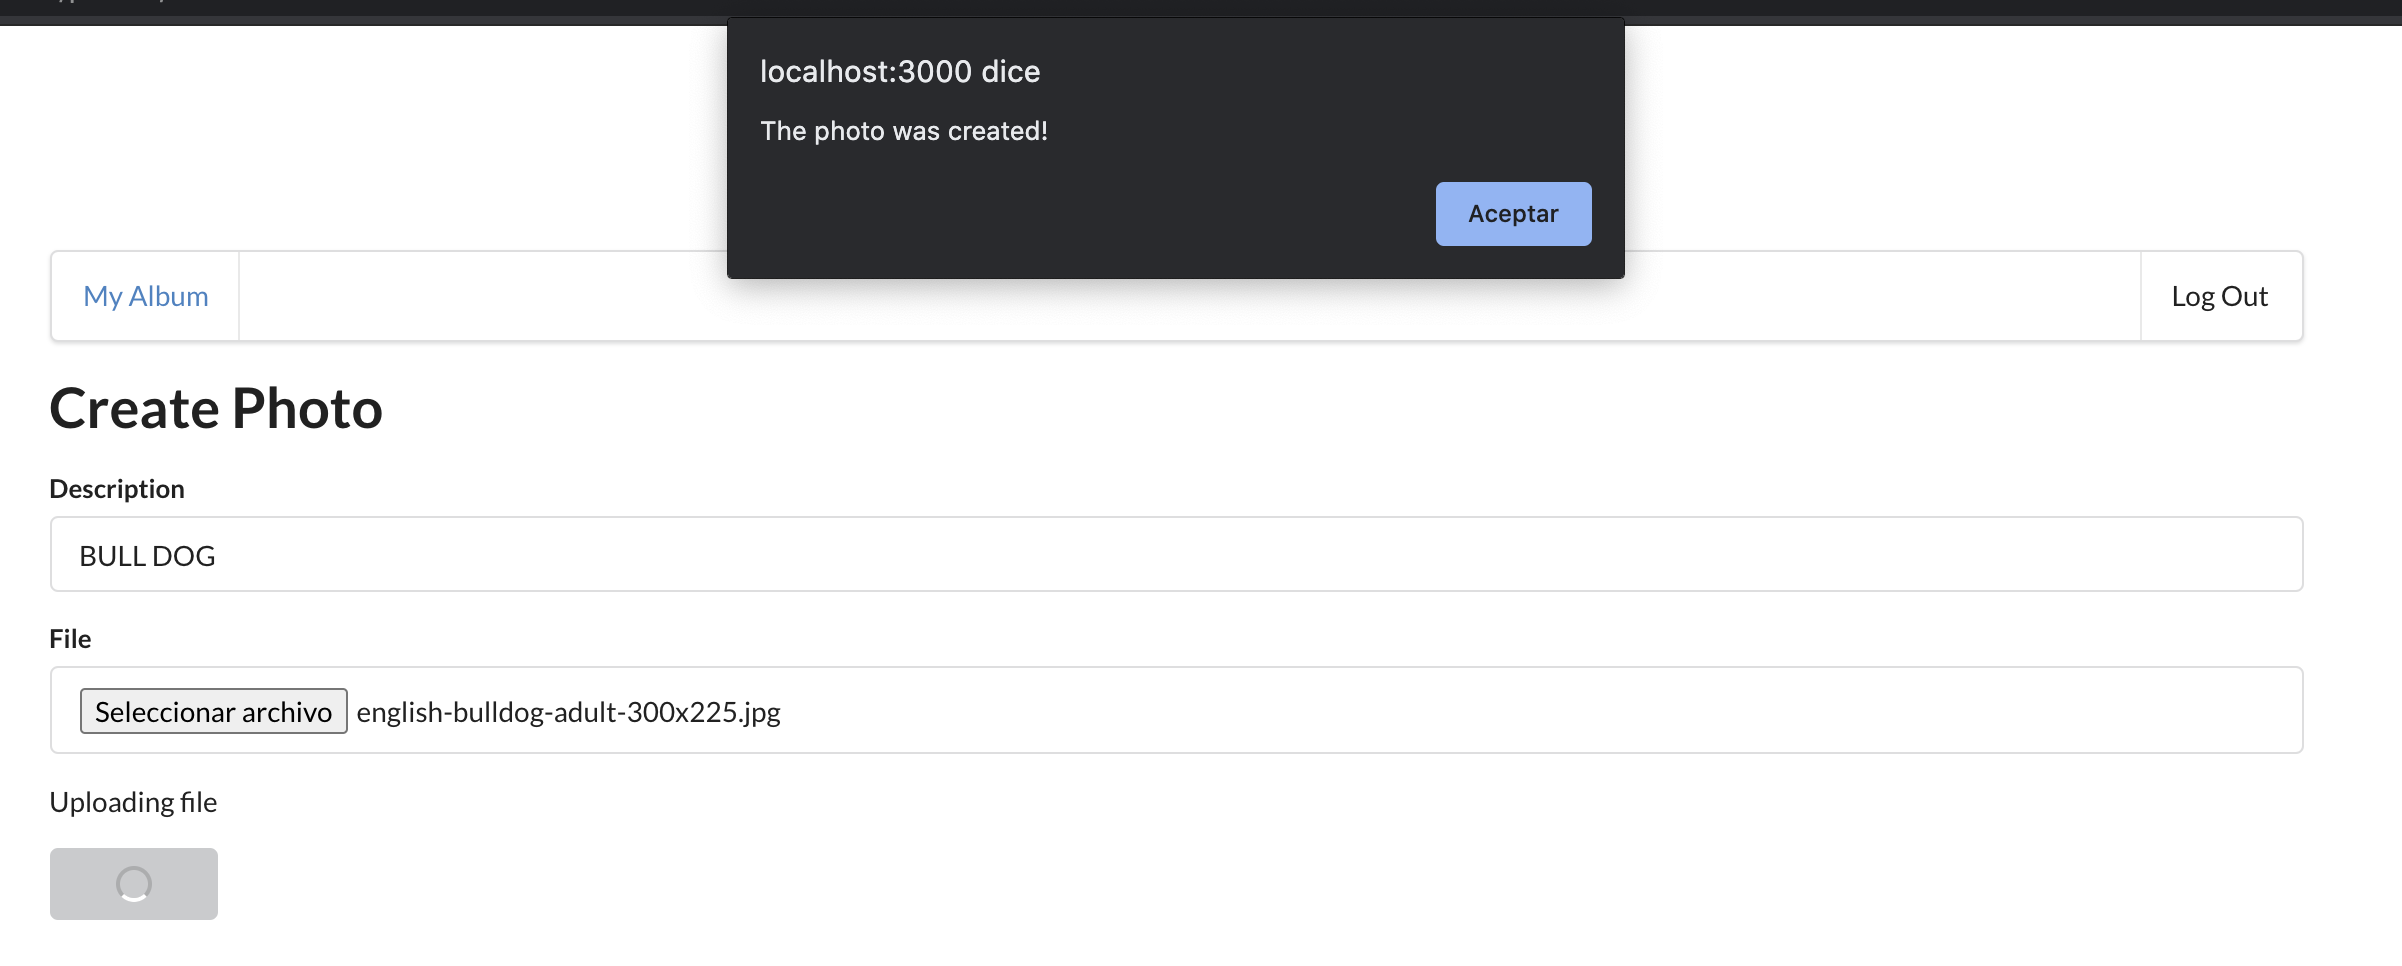 localhost:3000 dice
The photo was created!
Aceptar
My Album
Log Out
Create Photo
Description
BULL DOG
File
Seleccionar archivo english-bulldog-adult-300x225.jpg
Uploading file